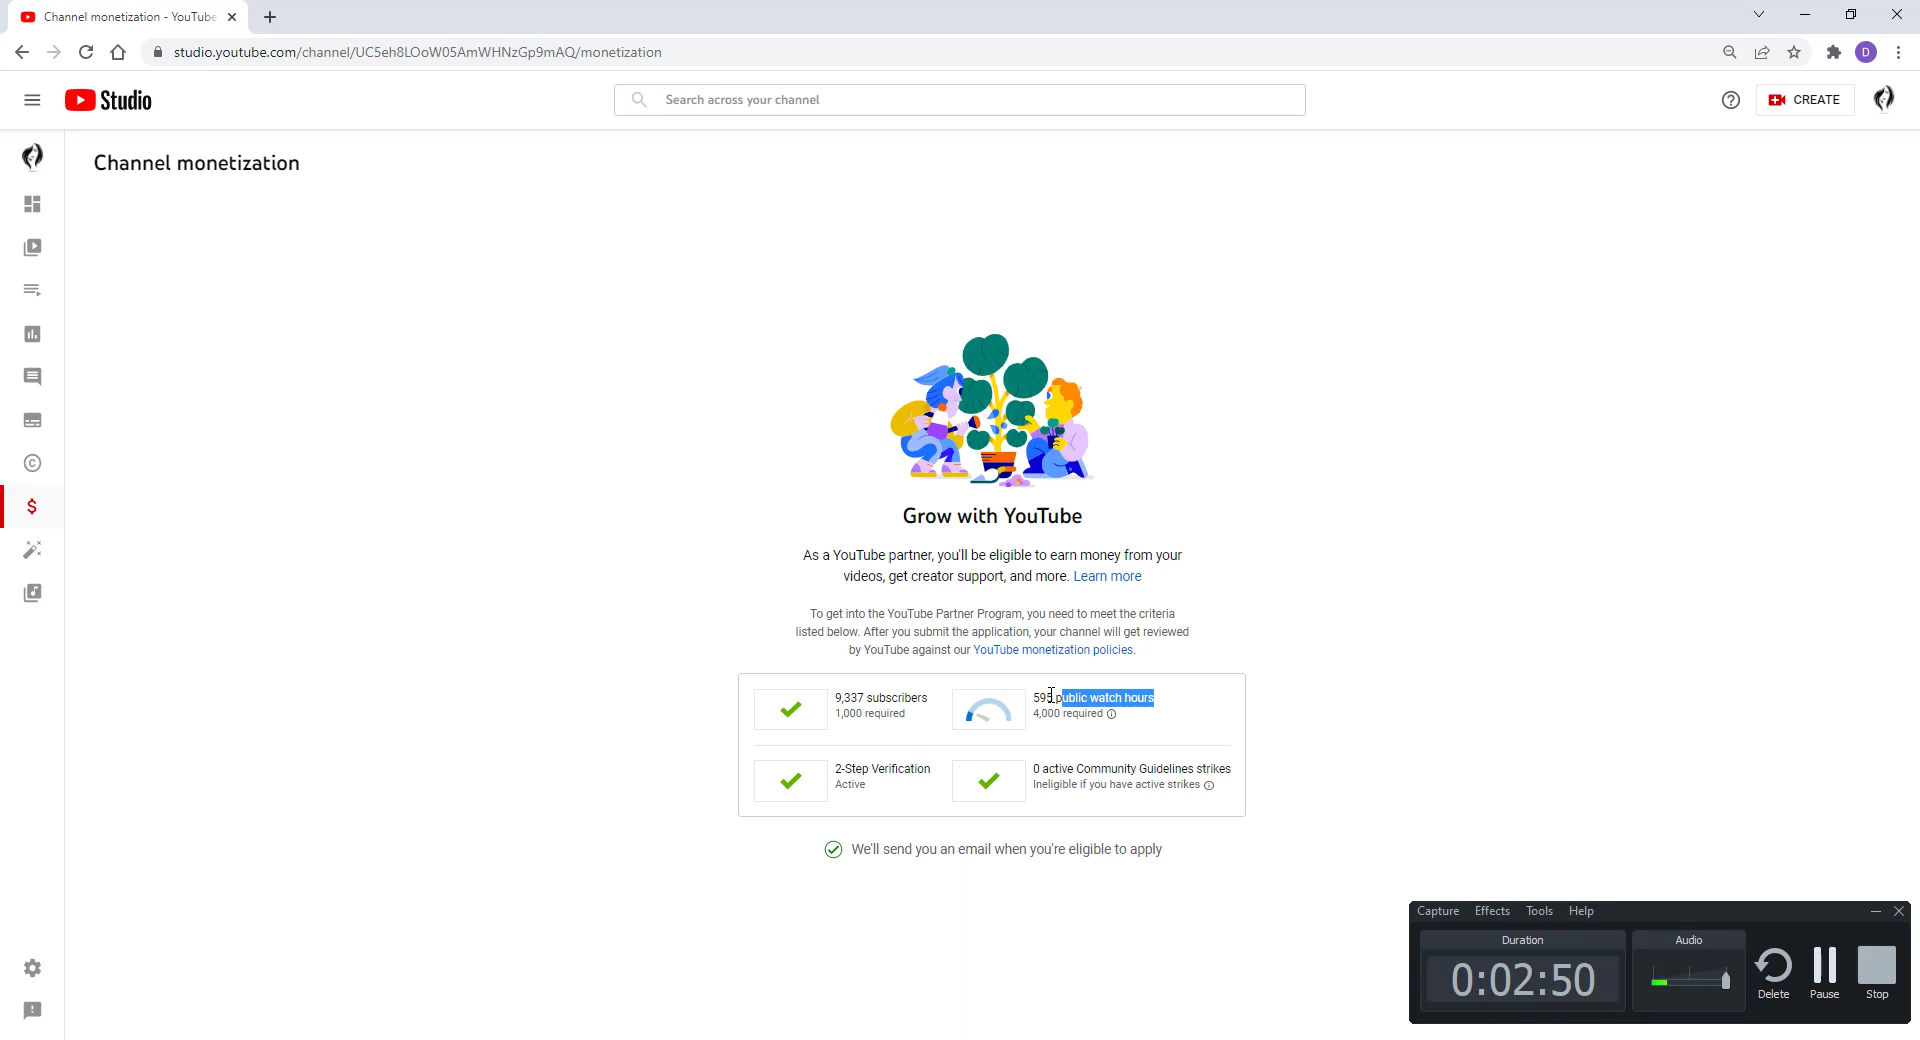 Channel monetization - YouTube
studio.youtube.com/channel/UC5eh8LOoW05AmWHNzGp9mAQ/monetization
D
Studio
Search across your channel
CREATE
Channel monetization
Grow with YouTube
As a YouTube partner, you'll be eligible to earn money from your
videos, get creator support, and more. Learn more
To get into the YouTube Partner Program, you need to meet the criteria
listed below. After you submit the application, your channel will get reviewed
by YouTube against our YouTube monetization policies.
9,337 subscribers
1,000 required
595 public watch hours
4,000 required
2-Step Verification
Active
0 active Community Guidelines strikes
Ineligible if you have active strikes
We'll send you an email when you're eligible to apply
Capture Effects Tools Help
Duration
0:02:50
Audio
Delete
Pause
Stop